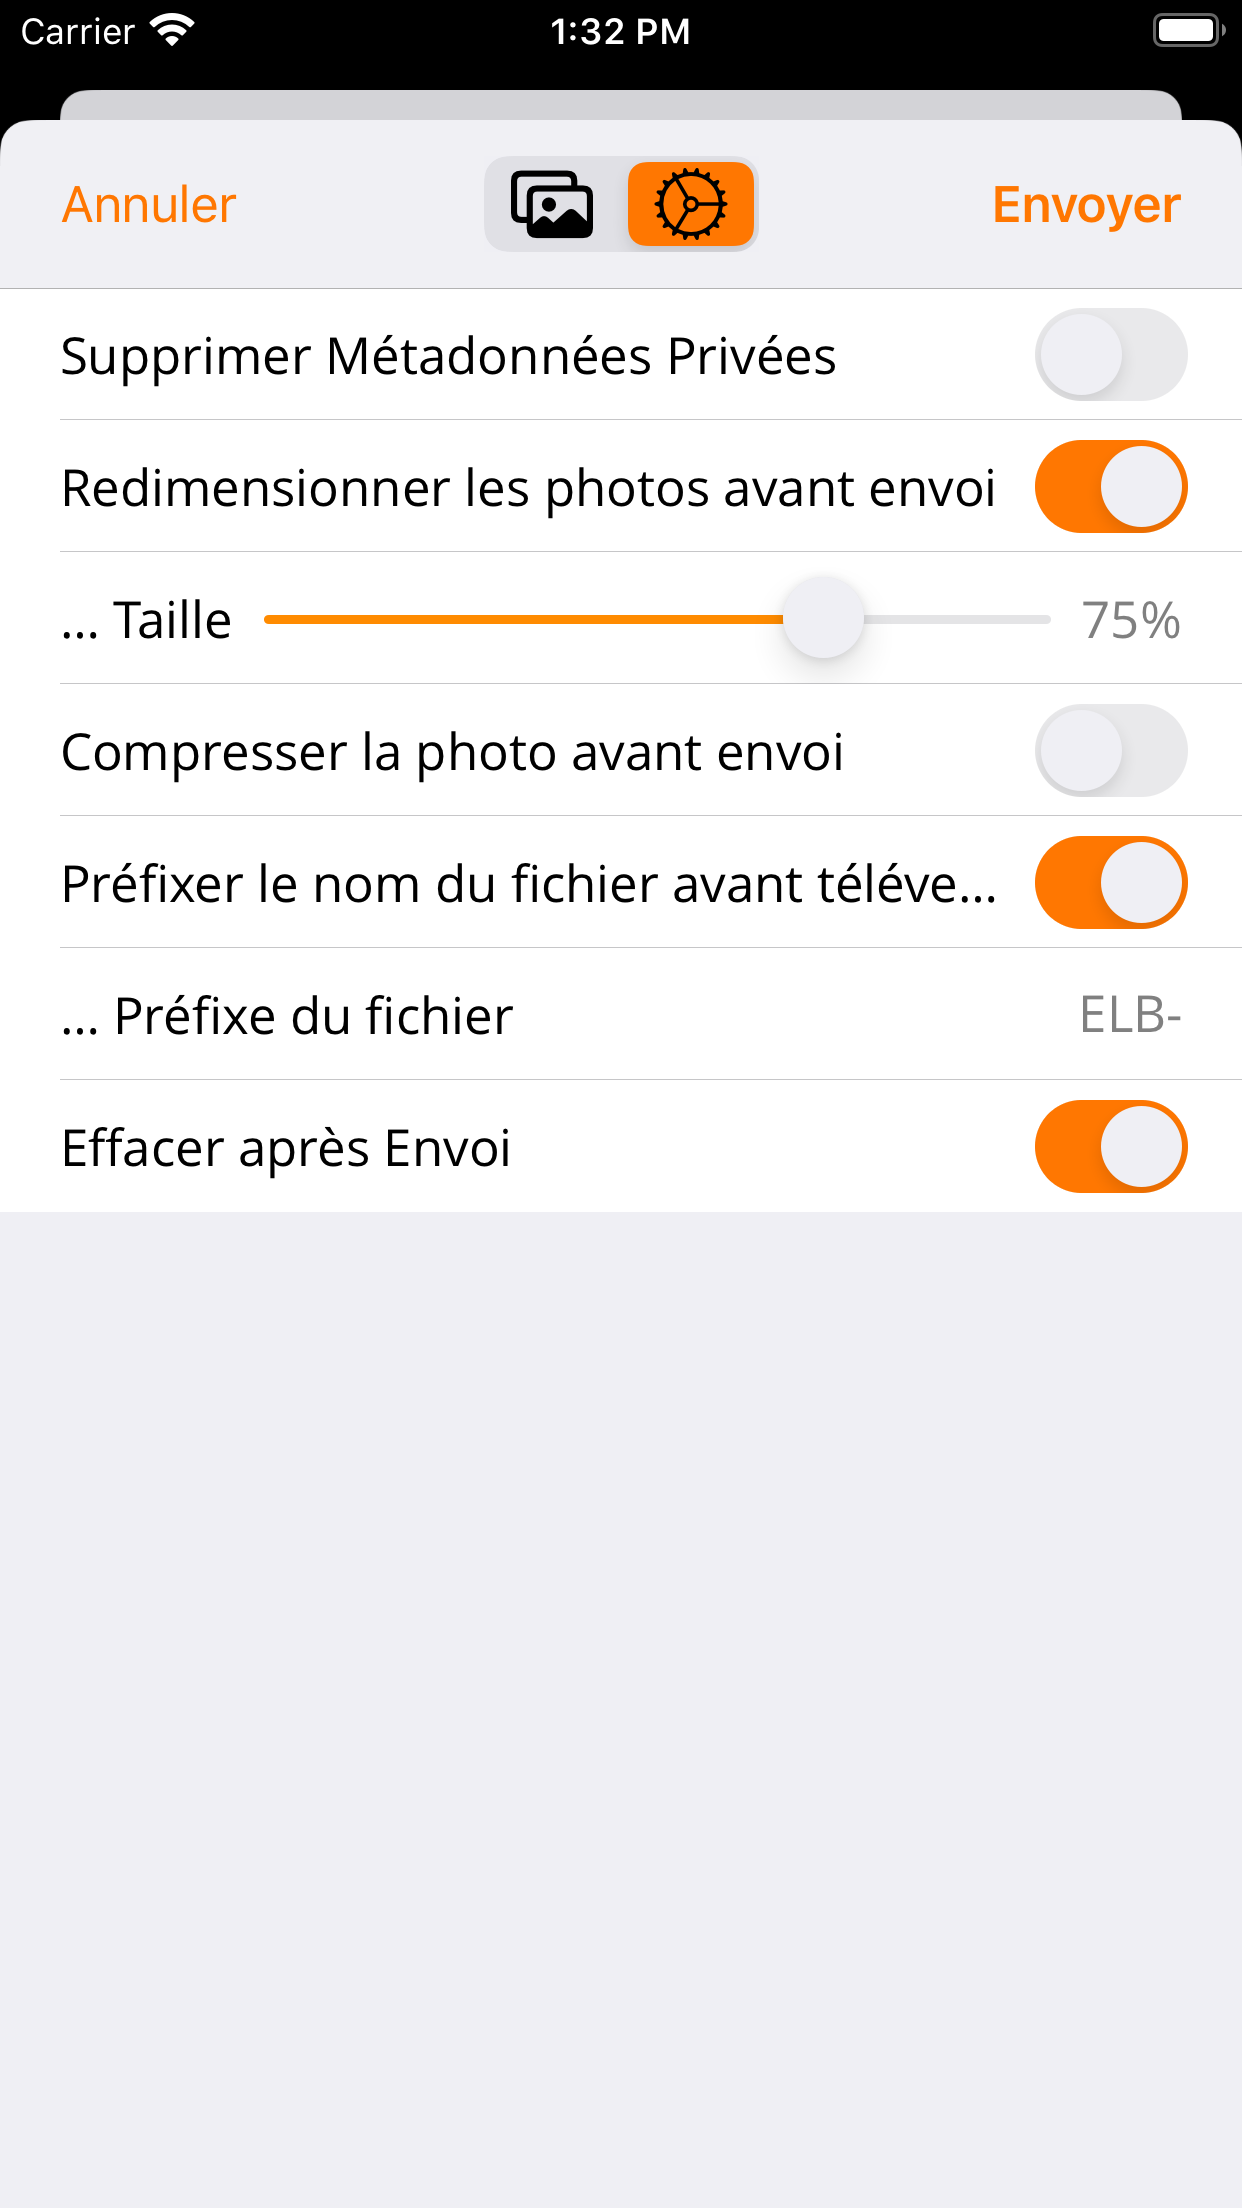 Carrier 1:32 PM
Annuler Envoyer
Supprimer Métadonnées Privées
Redimensionner les photos avant envoi
... Taille 75%
Compresser la photo avant envoi
Préfixer le nom du fichier avant téléve...
... Préfixe du fichier ELB-
Effacer après Envoi